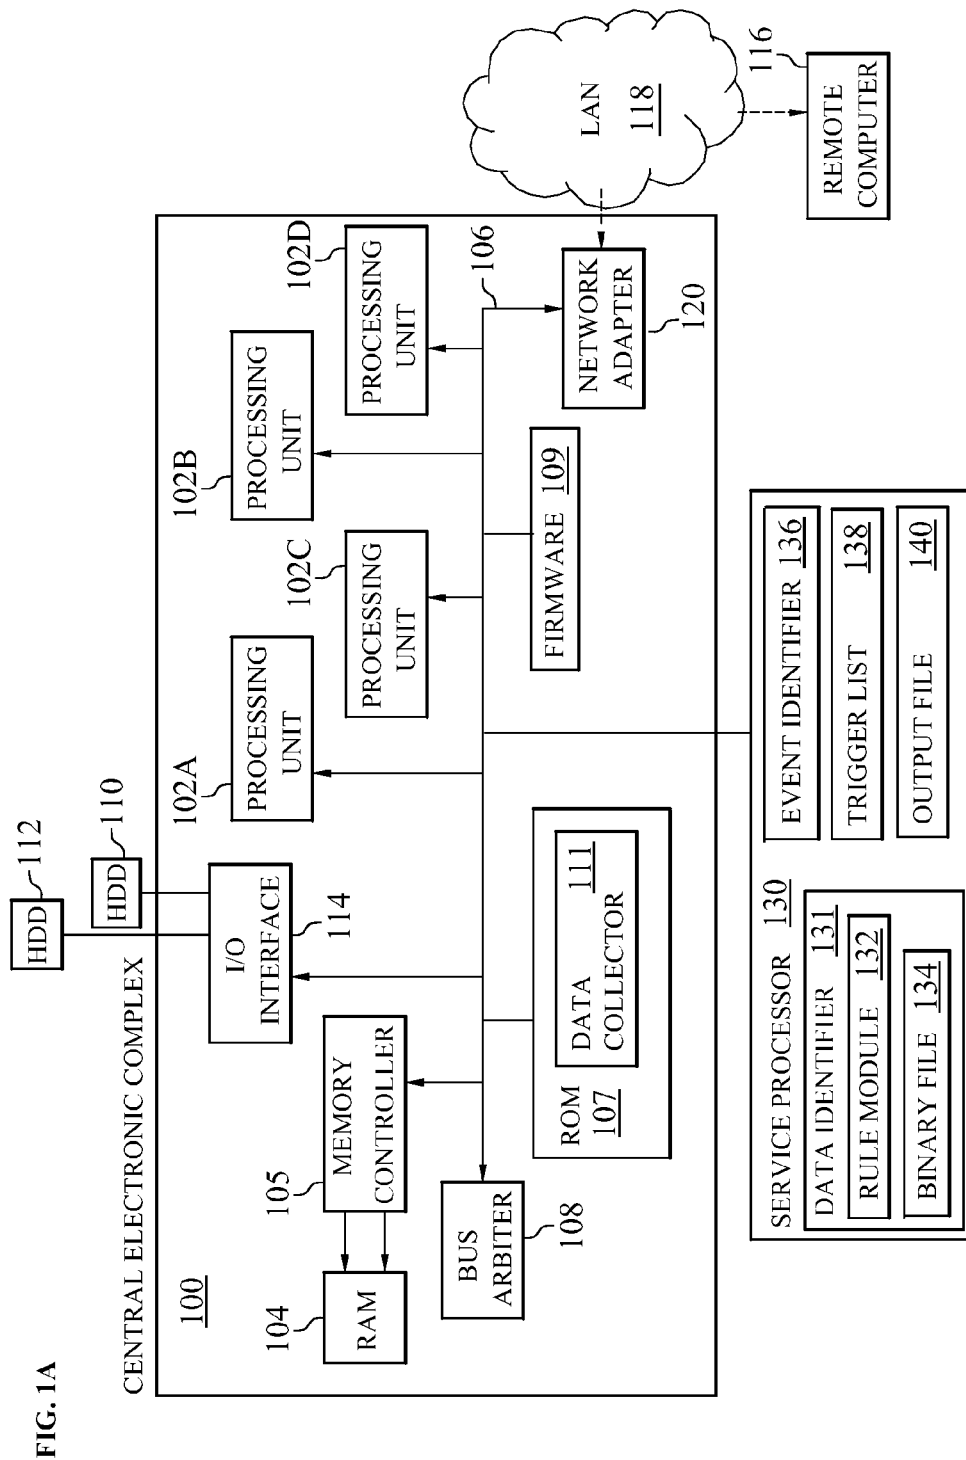 FIG. 1A
CENTRAL ELECTRONIC COMPLEX
100
HDD
112
HDD
110
I/O
INTERFACE
114
102A
PROCESSING
UNIT
102B
PROCESSING
UNIT
102C
PROCESSING
UNIT
102D
PROCESSING
UNIT
104
RAM
105
MEMORY
CONTROLLER
106
BUS
ARBITER
108
ROM
107
DATA
COLLECTOR
111
FIRMWARE
109
NETWORK
ADAPTER
120
LAN
118
116
REMOTE
COMPUTER
SERVICE PROCESSOR
130
DATA IDENTIFIER
131
RULE MODULE
132
BINARY FILE
134
EVENT IDENTIFIER
136
TRIGGER LIST
138
OUTPUT FILE
140